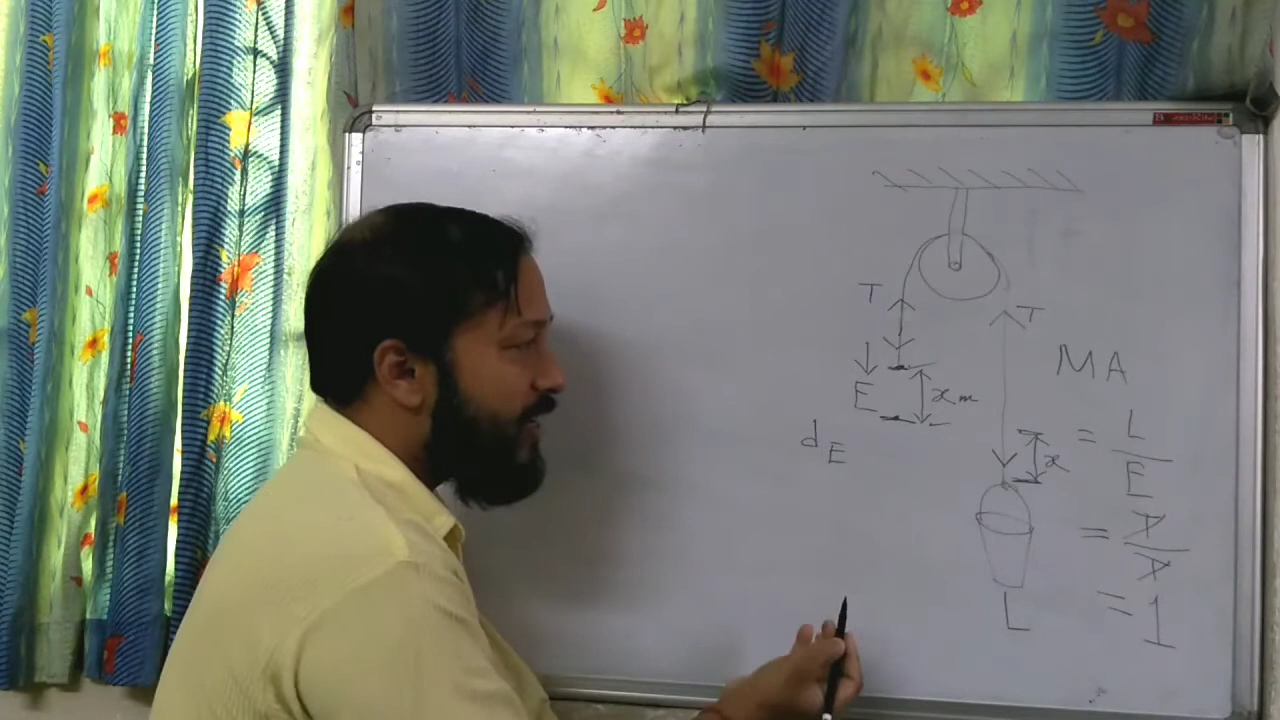 T
T
MA
E
x m
d E
x
= L / E
= T / T
= 1
L